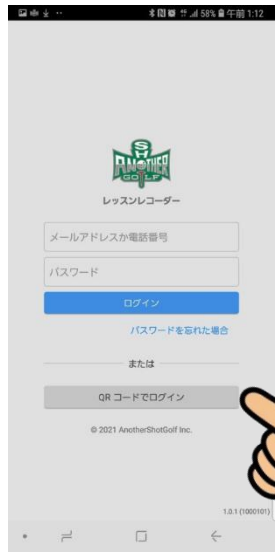 58% 午前 1:12
SHOT
ANOTHER
GOLF
レッスンレコーダー
メールアドレスか電話番号
パスワード
ログイン
パスワードを忘れた場合
または
QR コードでログイン
© 2021 AnotherShotGolf Inc.
1.0.1 (1000101)